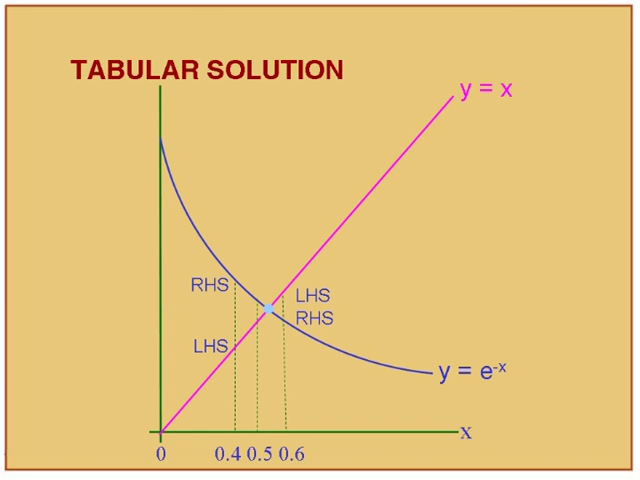 TABULAR SOLUTION
y = x
RHS
LHS
RHS
LHS
y = e⁻ˣ
x
0 0.4 0.5 0.6